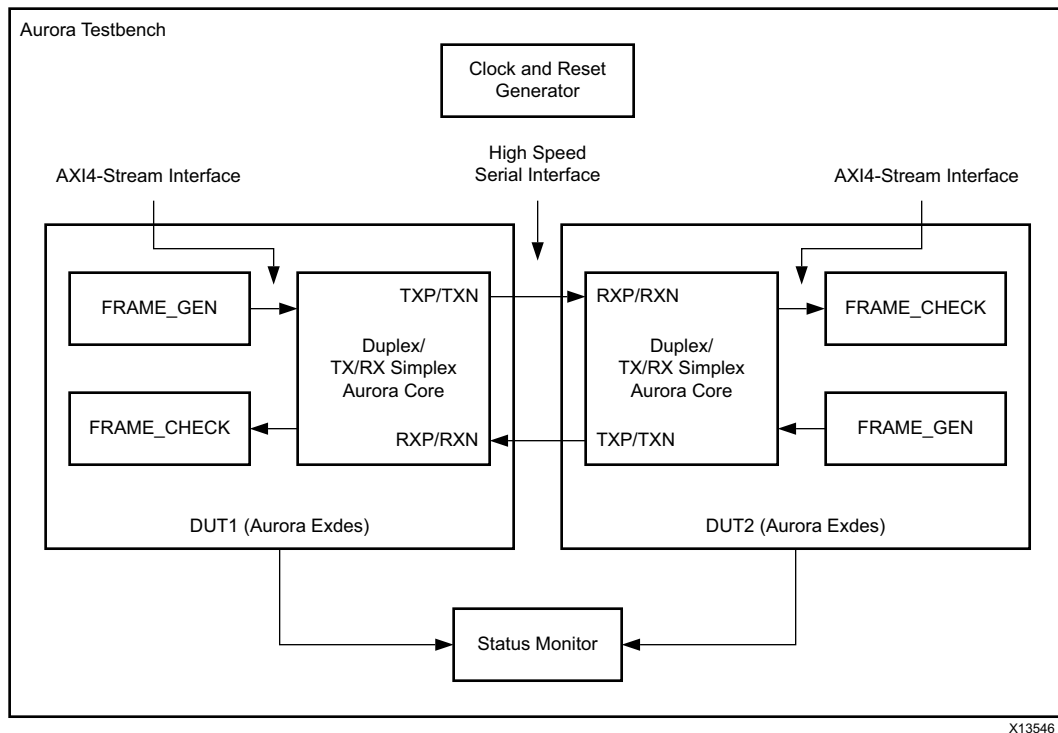 Aurora Testbench
Clock and Reset
Generator
High Speed
Serial Interface
AXI4-Stream Interface
AXI4-Stream Interface
FRAME_GEN
FRAME_CHECK
TXP/TXN
Duplex/
TX/RX Simplex
Aurora Core
RXP/RXN
DUT1 (Aurora Exdes)
RXP/RXN
Duplex/
TX/RX Simplex
Aurora Core
TXP/TXN
FRAME_CHECK
FRAME_GEN
DUT2 (Aurora Exdes)
Status Monitor
X13546